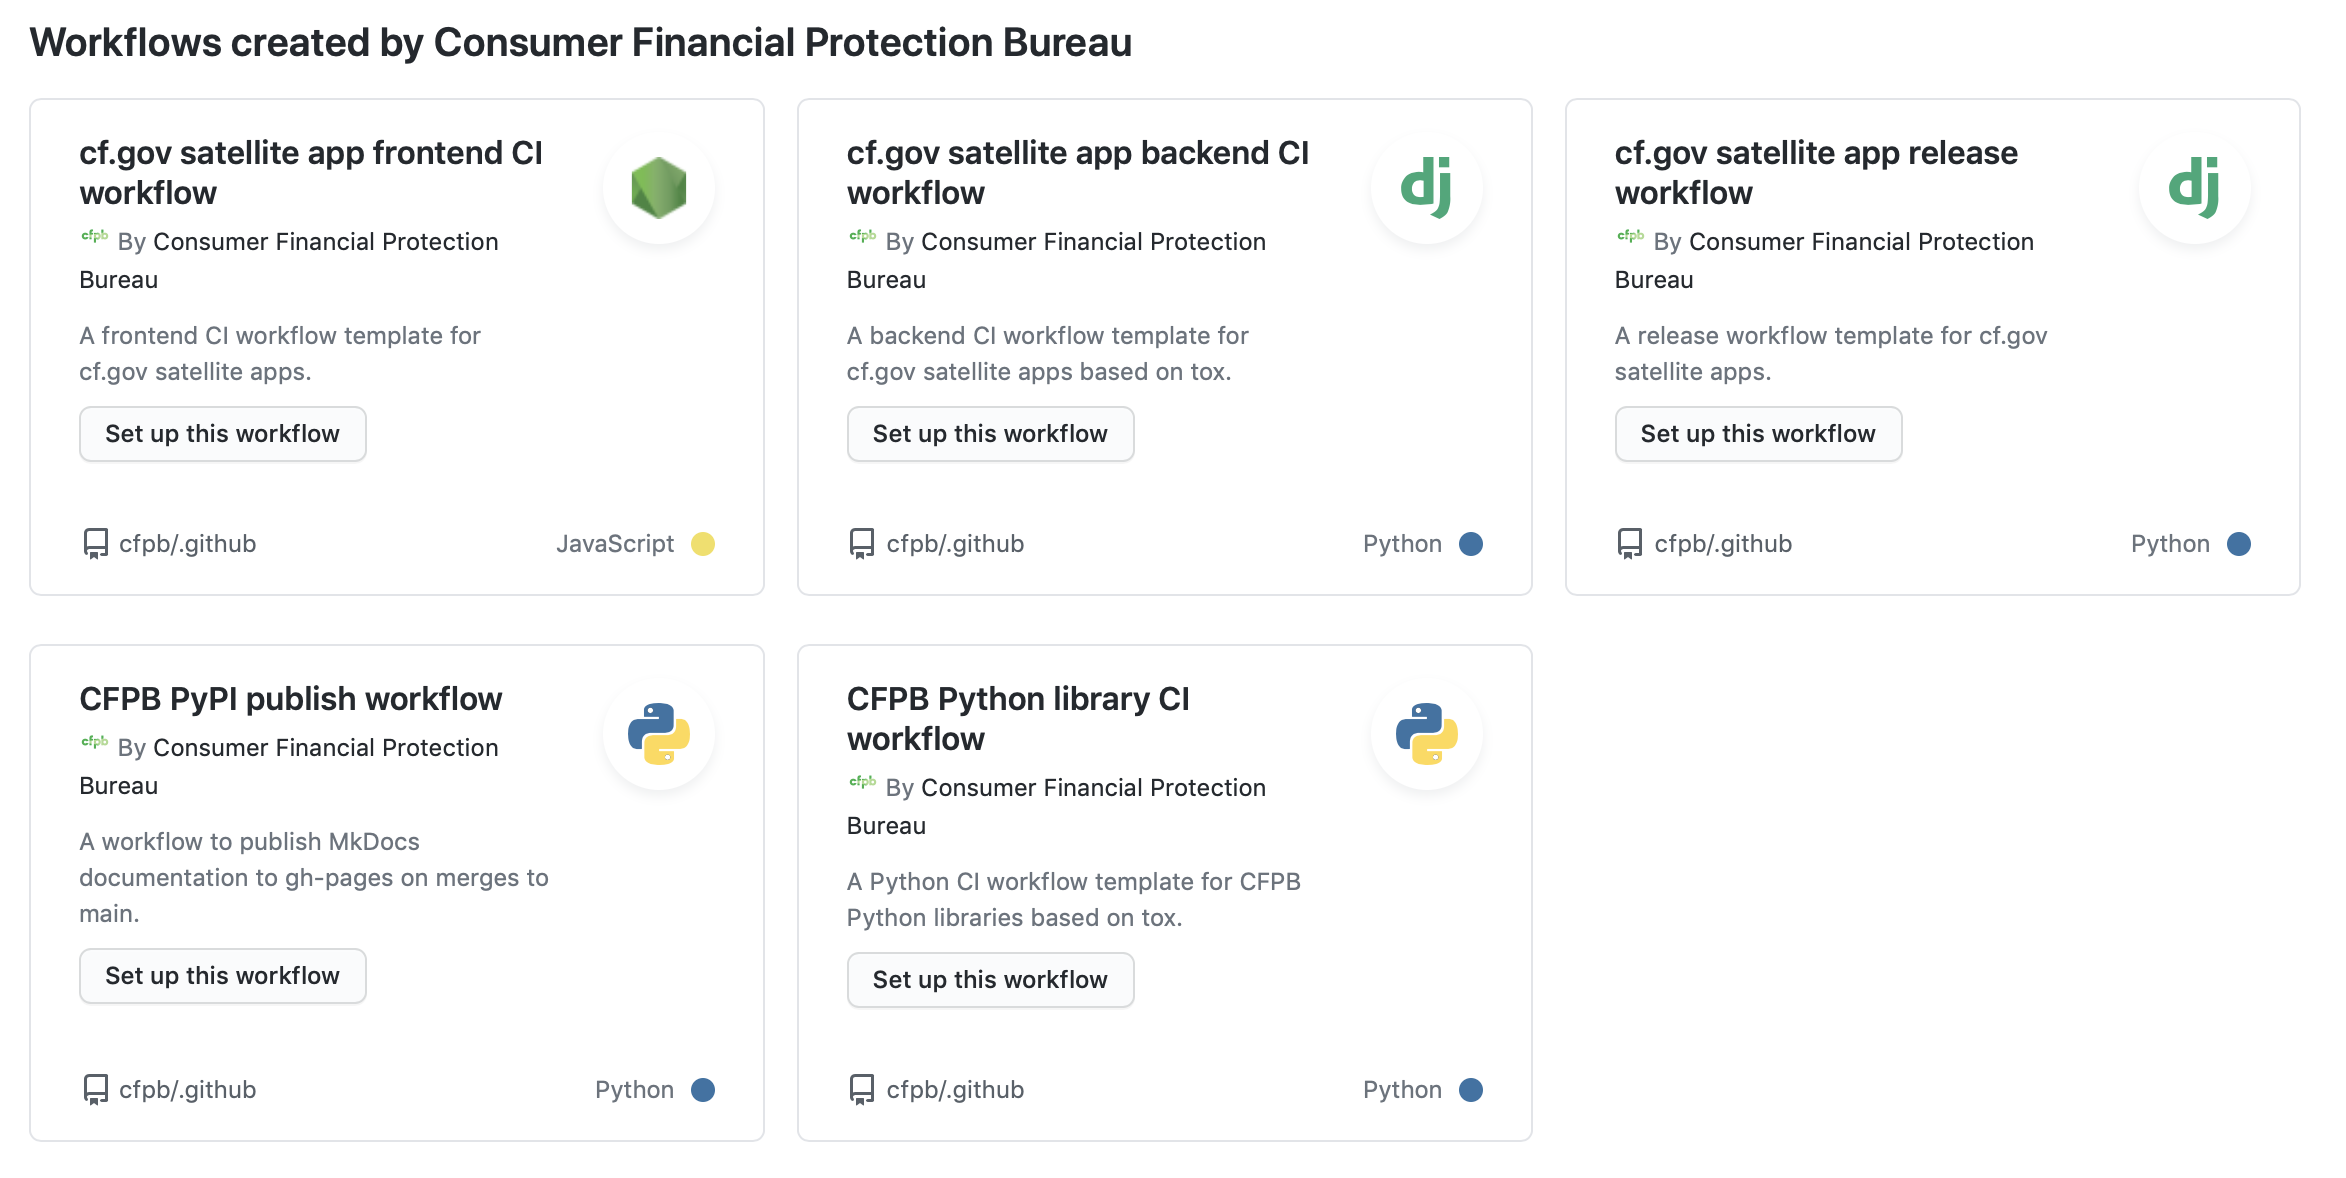 Workflows created by Consumer Financial Protection Bureau
cf.gov satellite app frontend CI
workflow
cfpb By Consumer Financial Protection
Bureau
A frontend CI workflow template for
cf.gov satellite apps.
Set up this workflow
cfpb/.github
JavaScript
cf.gov satellite app backend CI
workflow
dj
cfpb By Consumer Financial Protection
Bureau
A backend CI workflow template for
cf.gov satellite apps based on tox.
Set up this workflow
cfpb/.github
Python
cf.gov satellite app release
workflow
dj
cfpb By Consumer Financial Protection
Bureau
A release workflow template for cf.gov
satellite apps.
Set up this workflow
cfpb/.github
Python
CFPB PyPI publish workflow
cfpb By Consumer Financial Protection
Bureau
A workflow to publish MkDocs
documentation to gh-pages on merges to
main.
Set up this workflow
cfpb/.github
Python
CFPB Python library CI
workflow
cfpb By Consumer Financial Protection
Bureau
A Python CI workflow template for CFPB
Python libraries based on tox.
Set up this workflow
cfpb/.github
Python